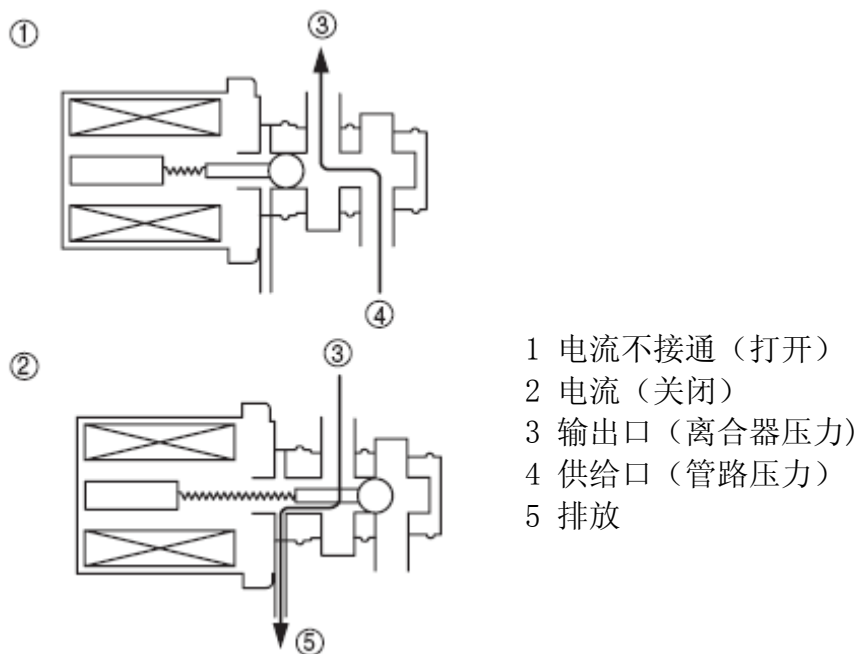 ①
③
④
②
③
⑤
1 电流不接通（打开）
2 电流（关闭）
3 输出口（离合器压力)
4 供给口（管路压力）
5 排放